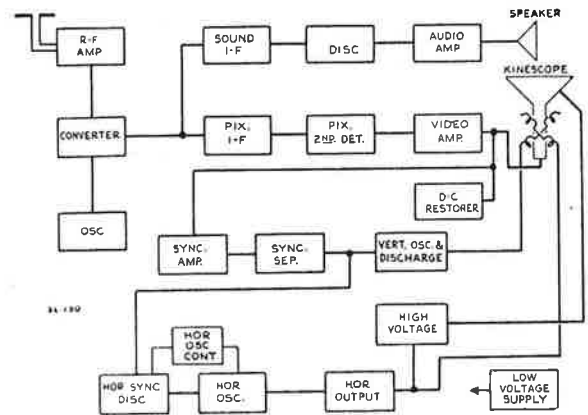 SPEAKER
R-F
AMP
SOUND
I-F
DISC
AUDIO
AMP
KINESCOPE
CONVERTER
PIX.
I-F
PIX.
2ND. DET.
VIDEO
AMP.
OSC
D-C
RESTORER
SYNC.
AMP.
SYNC.
SEP.
VERT. OSC. &
DISCHARGE
HIGH
VOLTAGE
HOR
OSC
CONT.
HOR SYNC
DISC
HOR
OSC.
HOR
OUTPUT
LOW
VOLTAGE
SUPPLY